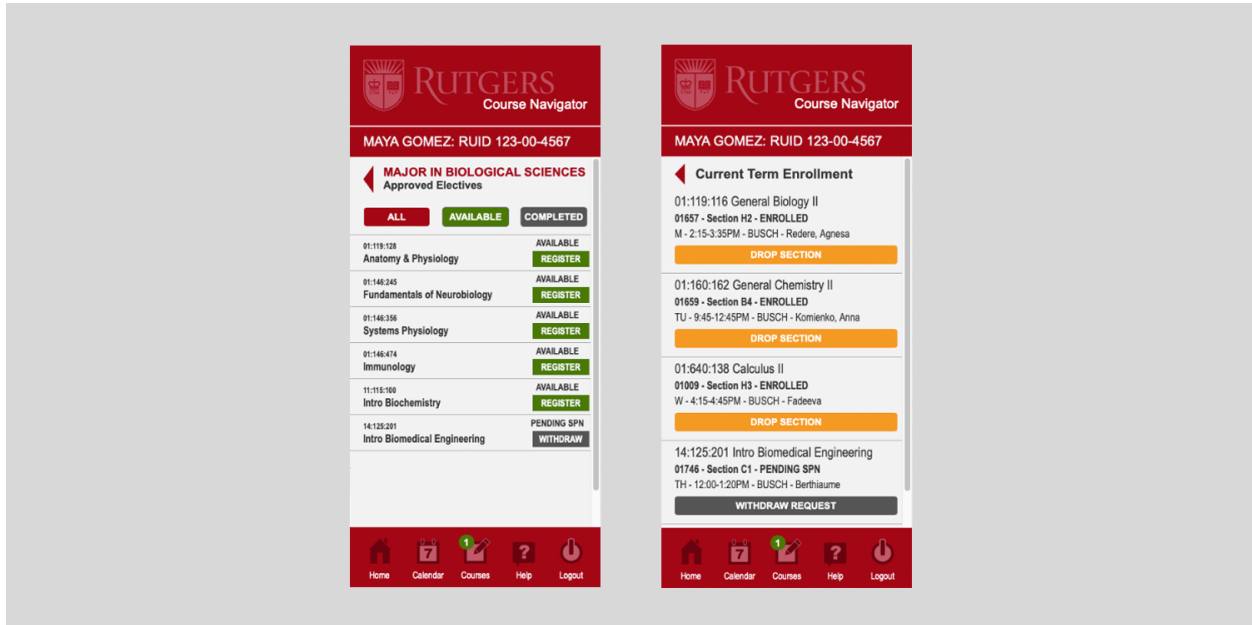 RUTGERS
Course Navigator
MAYA GOMEZ: RUID 123-00-4567
MAJOR IN BIOLOGICAL SCIENCES
Approved Electives
ALL AVAILABLE COMPLETED
01:119:128 AVAILABLE
Anatomy & Physiology REGISTER
01:146:245 AVAILABLE
Fundamentals of Neurobiology REGISTER
01:146:356 AVAILABLE
Systems Physiology REGISTER
01:146:474 AVAILABLE
Immunology REGISTER
11:115:100 AVAILABLE
Intro Biochemistry REGISTER
14:125:201 PENDING SPN
Intro Biomedical Engineering WITHDRAW
7 1 ?
Home Calendar Courses Help Logout
RUTGERS
Course Navigator
MAYA GOMEZ: RUID 123-00-4567
Current Term Enrollment
01:119:116 General Biology II
01657 - Section H2 - ENROLLED
M - 2:15-3:35PM - BUSCH - Redere, Agnesa
DROP SECTION
01:160:162 General Chemistry II
01659 - Section B4 - ENROLLED
TU - 9:45-12:45PM - BUSCH - Komienko, Anna
DROP SECTION
01:640:138 Calculus II
01009 - Section H3 - ENROLLED
W - 4:15-4:45PM - BUSCH - Fadeeva
DROP SECTION
14:125:201 Intro Biomedical Engineering
01746 - Section C1 - PENDING SPN
TH - 12:00-1:20PM - BUSCH - Berthiaume
WITHDRAW REQUEST
7 1 ?
Home Calendar Courses Help Logout